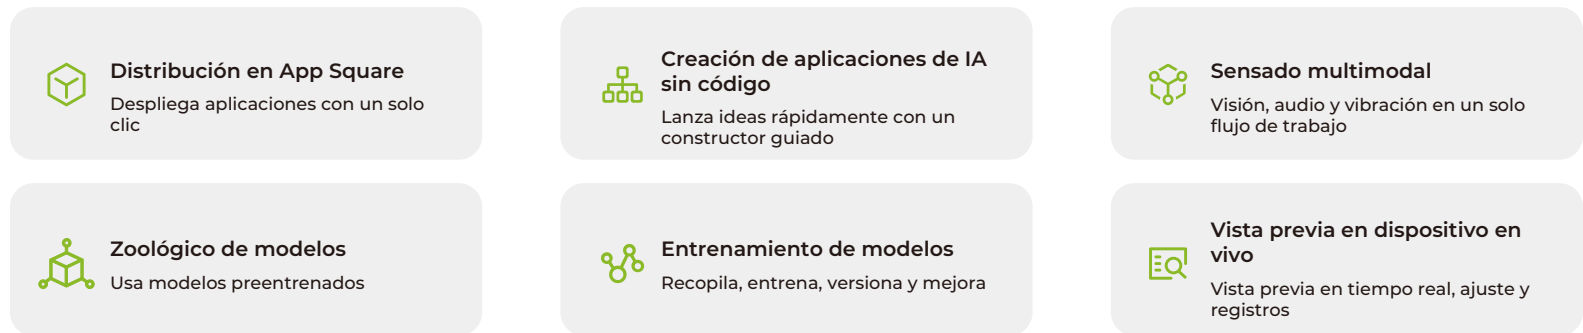 Distribución en App Square
Despliega aplicaciones con un solo
clic
Creación de aplicaciones de IA
sin código
Lanza ideas rápidamente con un
constructor guiado
Sensado multimodal
Visión, audio y vibración en un solo
flujo de trabajo
Zoológico de modelos
Usa modelos preentrenados
Entrenamiento de modelos
Recopila, entrena, versiona y mejora
Vista previa en dispositivo en
vivo
Vista previa en tiempo real, ajuste y
registros